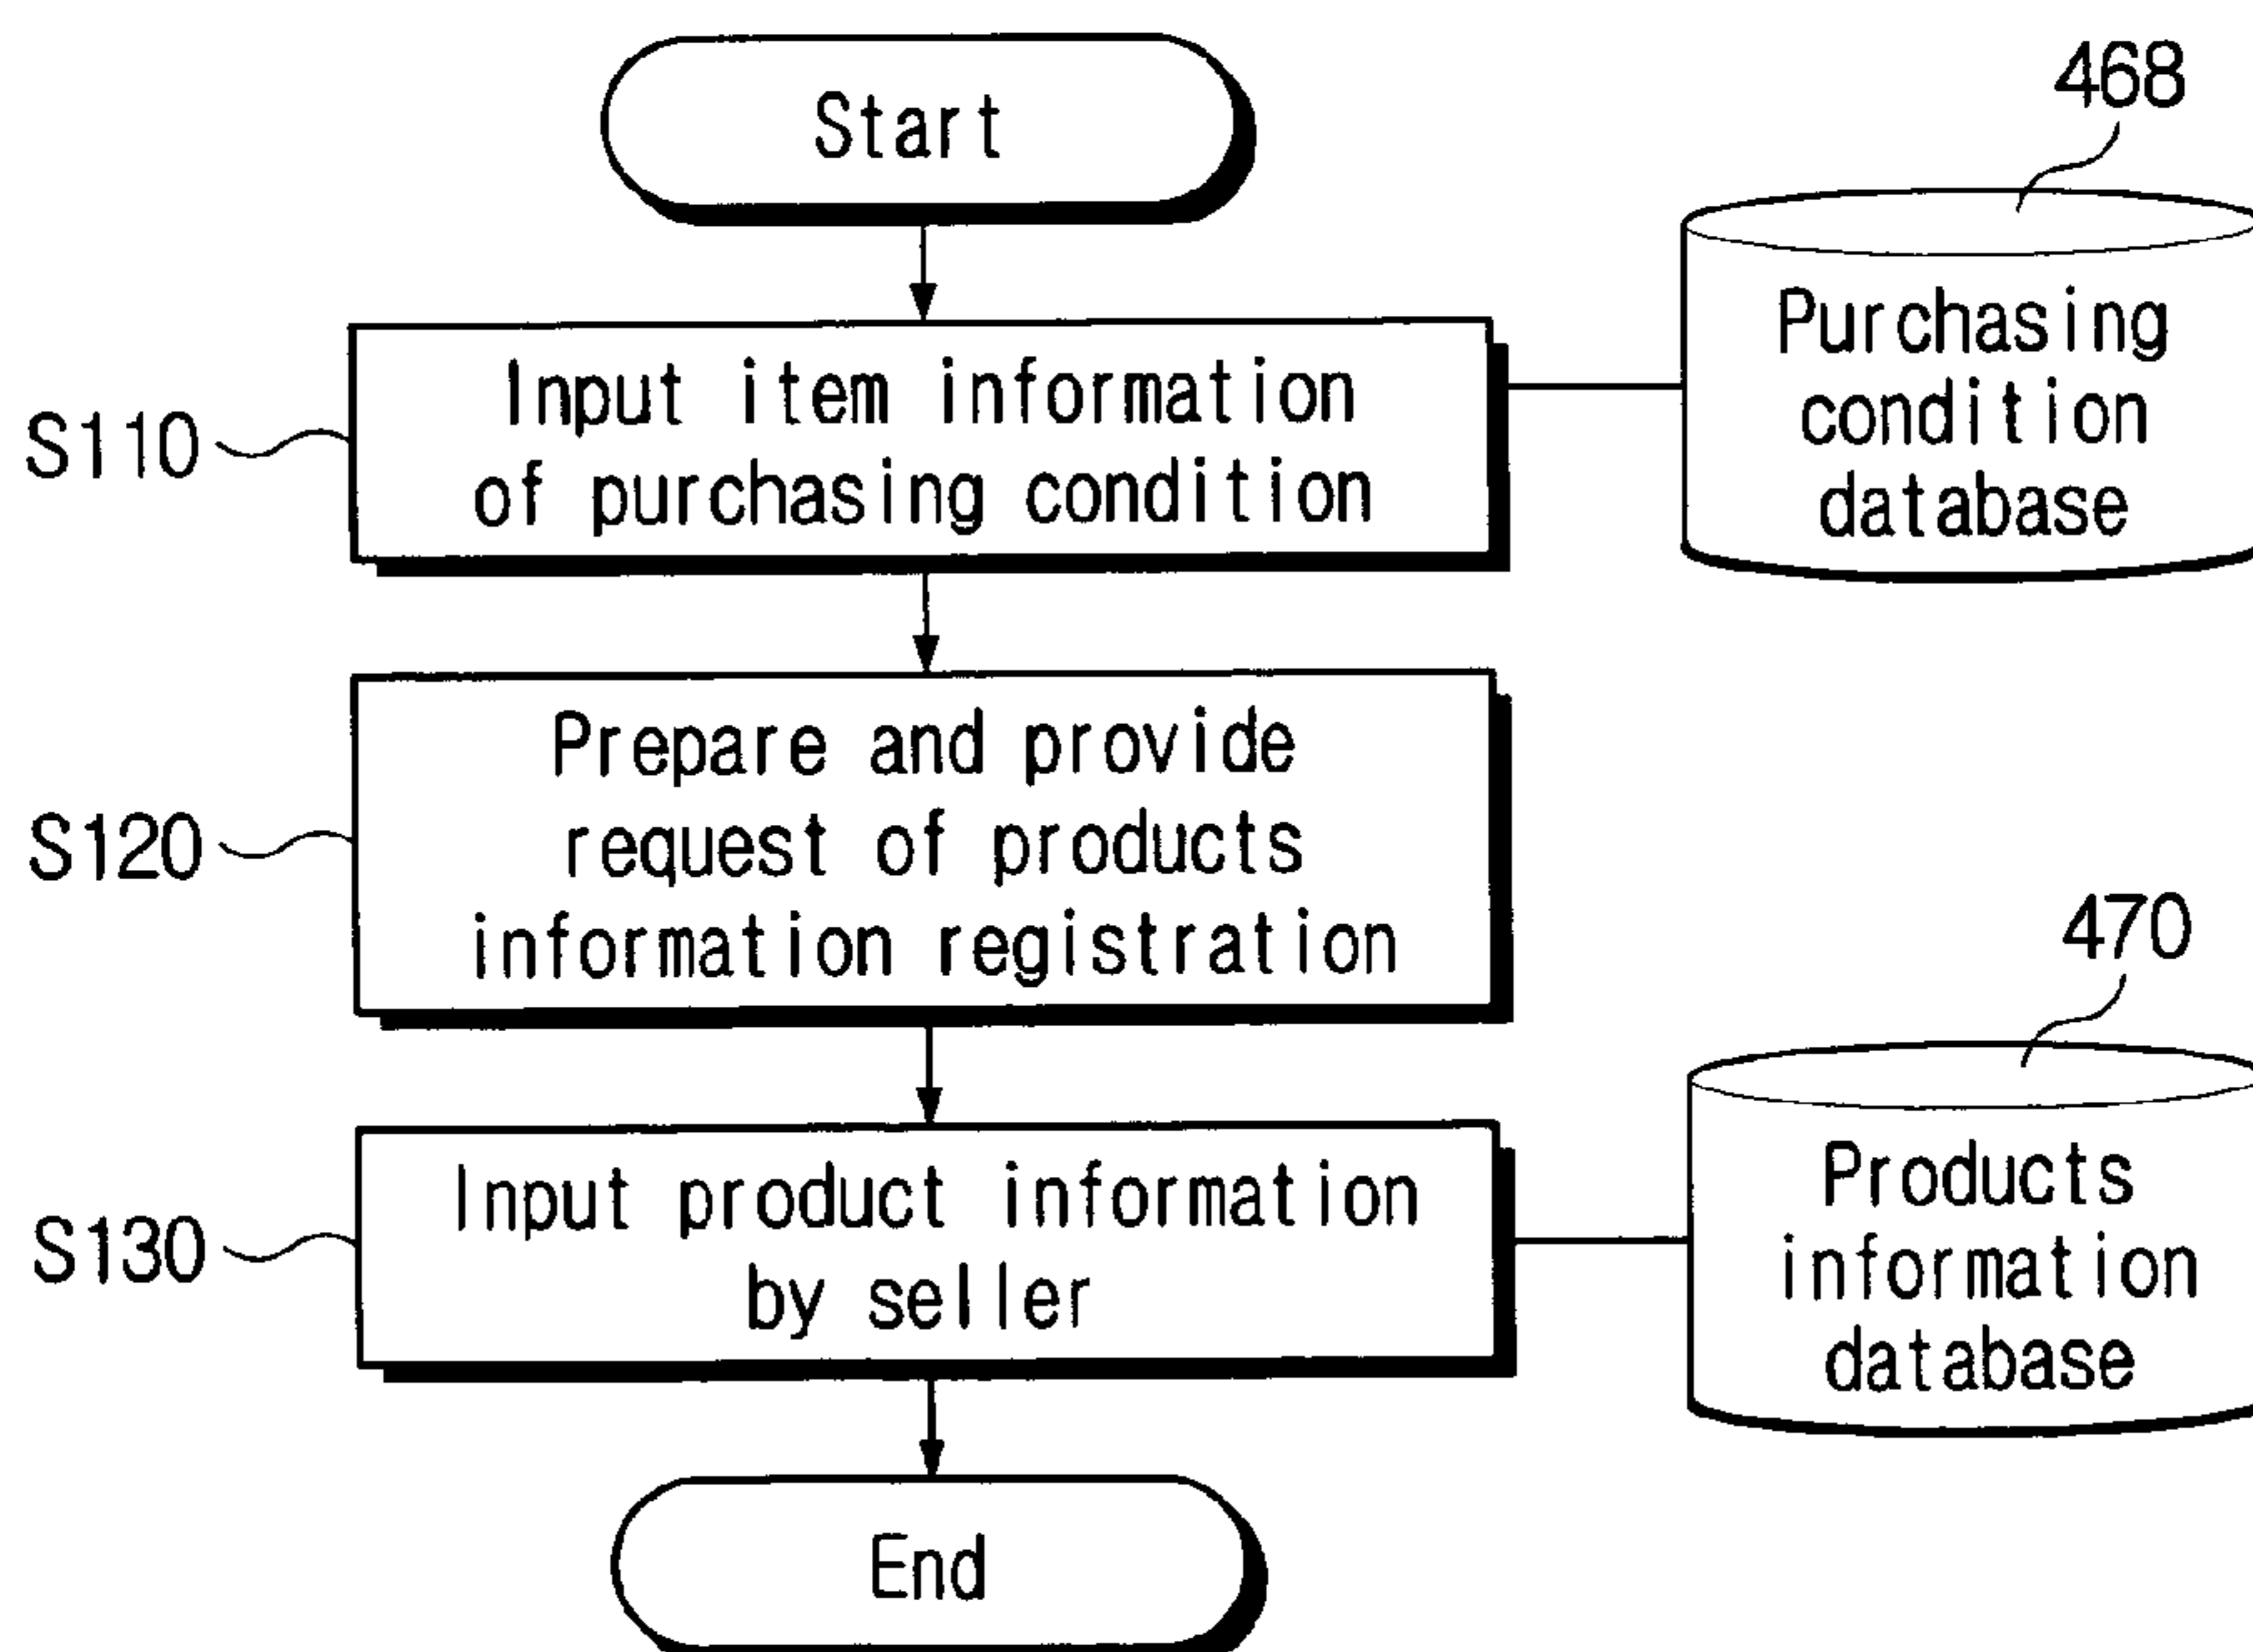 Start
468
Input item information
of purchasing condition
S110
Purchasing
condition
database
Prepare and provide
request of products
information registration
S120
470
Input product information
by seller
S130
Products
information
database
End